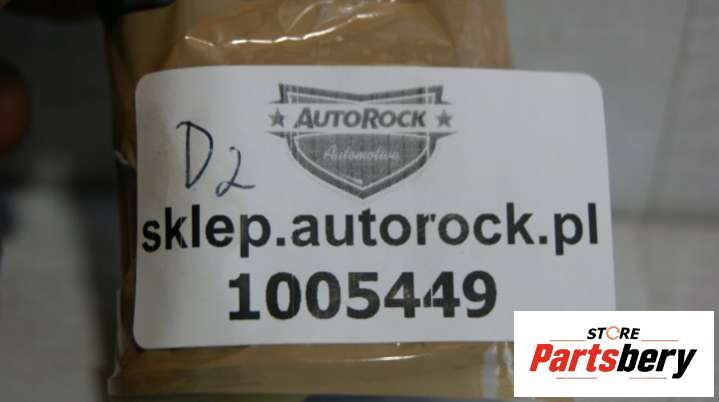 AUTOROCK
Automotive
D2
sklep.autorock.pl
1005449
STORE
Partsbery